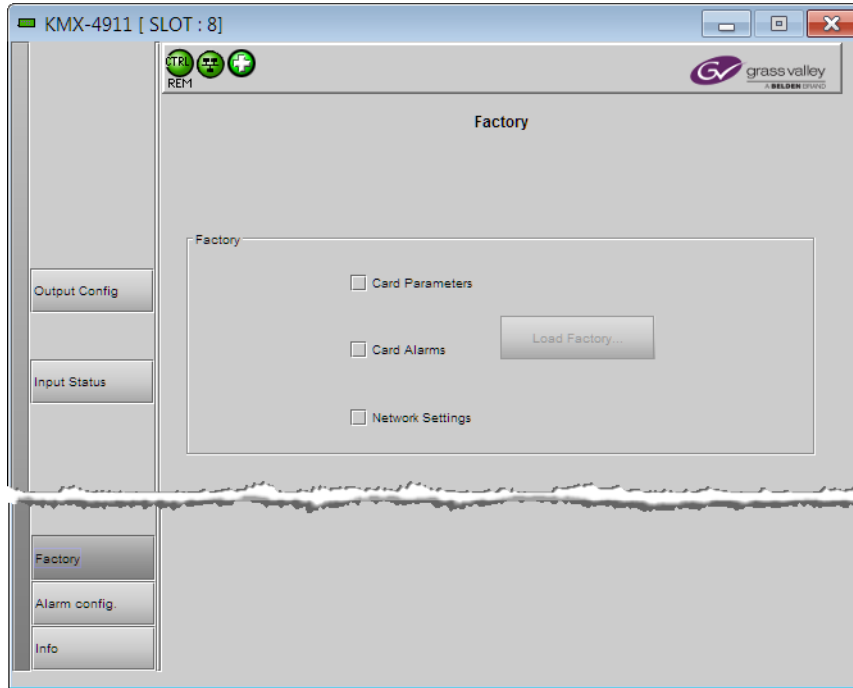 KMX-4911 [ SLOT : 8]
CTRL
REM
GV grass valley
A BELDEN BRAND
Factory
Factory
Card Parameters
Output Config
Load Factory...
Card Alarms
Input Status
Network Settings
Factory
Alarm config.
Info